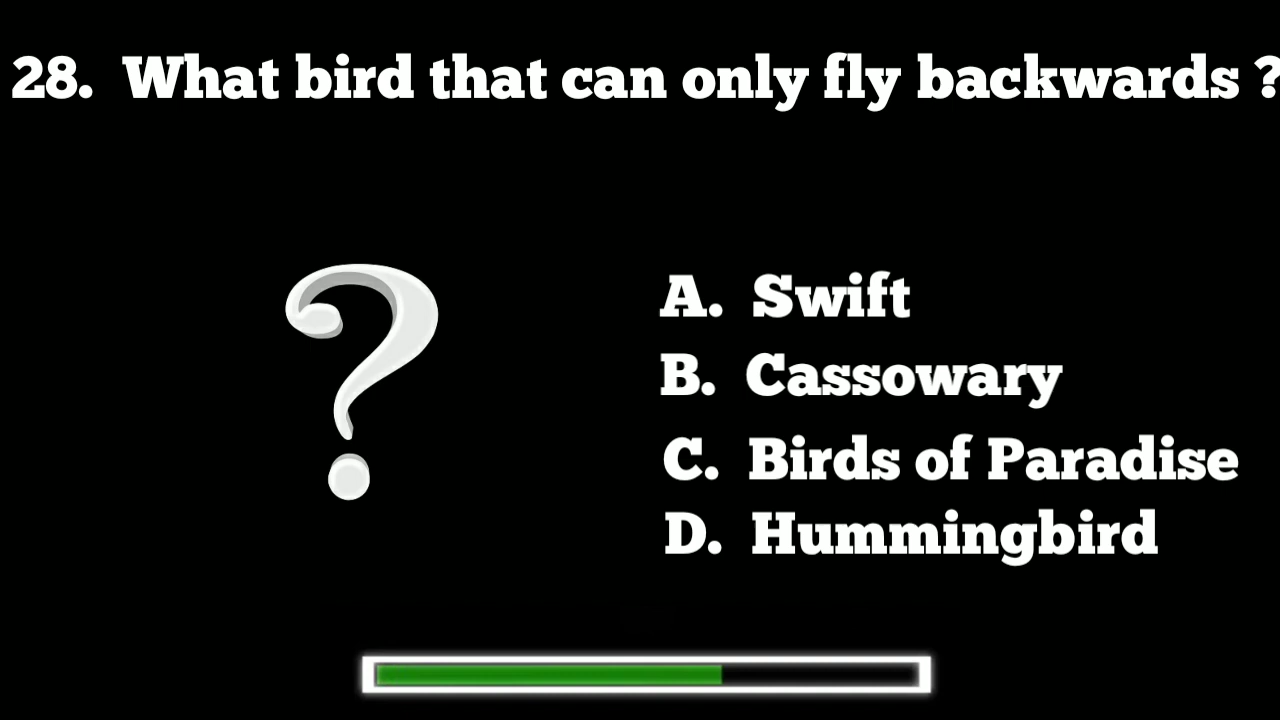 28. What bird that can only fly backwards ?
?
A. Swift
B. Cassowary
C. Birds of Paradise
D. Hummingbird